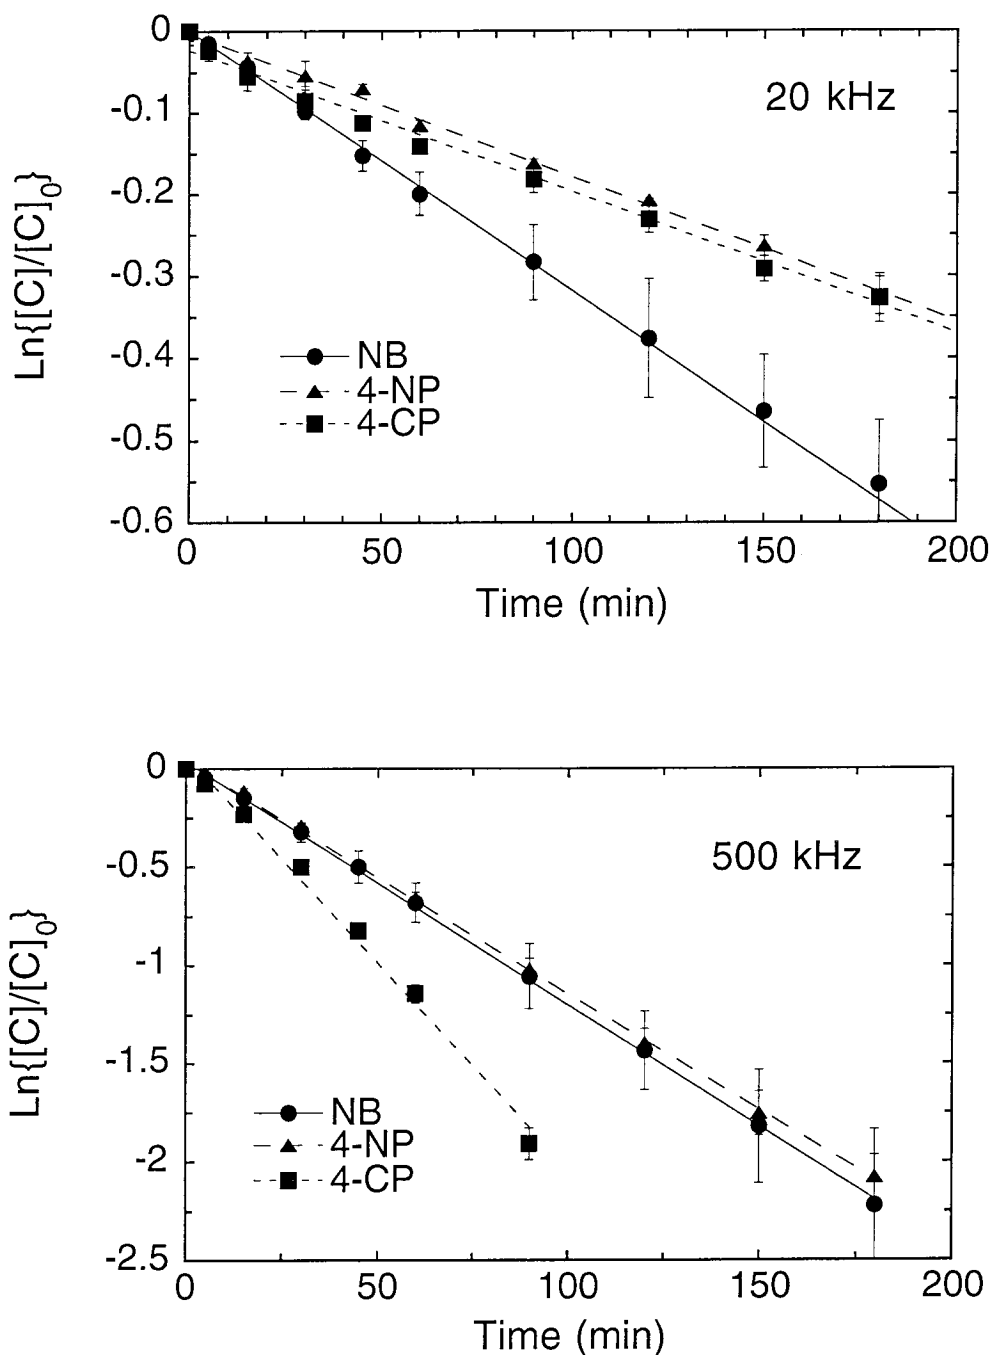 0
-0.1
-0.2
-0.3
-0.4
-0.5
-0.6
Ln{[C]/[C]0}
20 kHz
NB
4-NP
4-CP
0 50 100 150 200
Time (min)
0
-0.5
-1
-1.5
-2
-2.5
Ln{[C]/[C]0}
500 kHz
NB
4-NP
4-CP
0 50 100 150 200
Time (min)